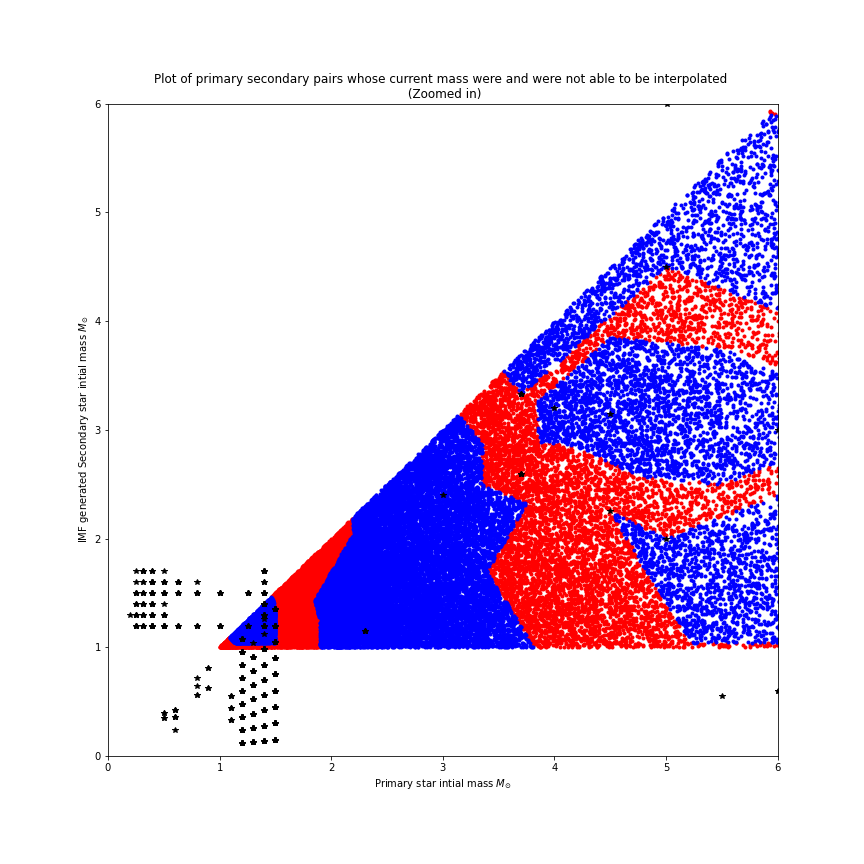 Plot of primary secondary pairs whose current mass were and were not able to be interpolated
(Zoomed in)
6
5
4
3
2
1
0
IMF generated Secondary star intial mass M⊙
0 1 2 3 4 5 6
Primary star intial mass M⊙